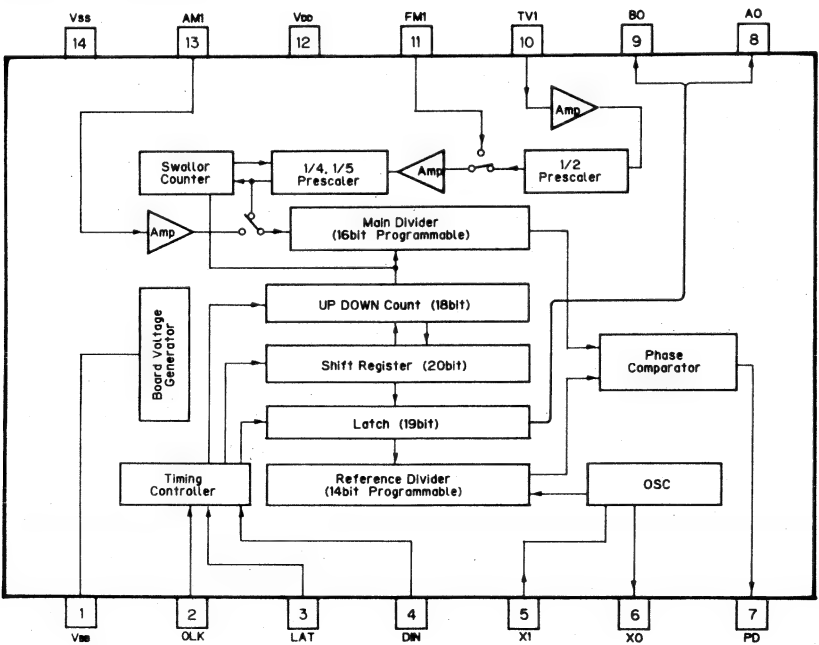 Vss
AM1
VDD
FM1
TV1
BO
AO
14
13
12
11
10
9
8
Amp
Swallor
Counter
1/4, 1/5
Prescaler
Amp
1/2
Prescaler
Amp
Main Divider
(16bit Programmable)
UP DOWN Count (18bit)
Board Voltage
Generator
Shift Register (20bit)
Phase
Comparator
Latch (19bit)
Timing
Controller
Reference Divider
(14bit Programmable)
OSC
1
2
3
4
5
6
7
VBB
OLK
LAT
DIN
X1
XO
PD